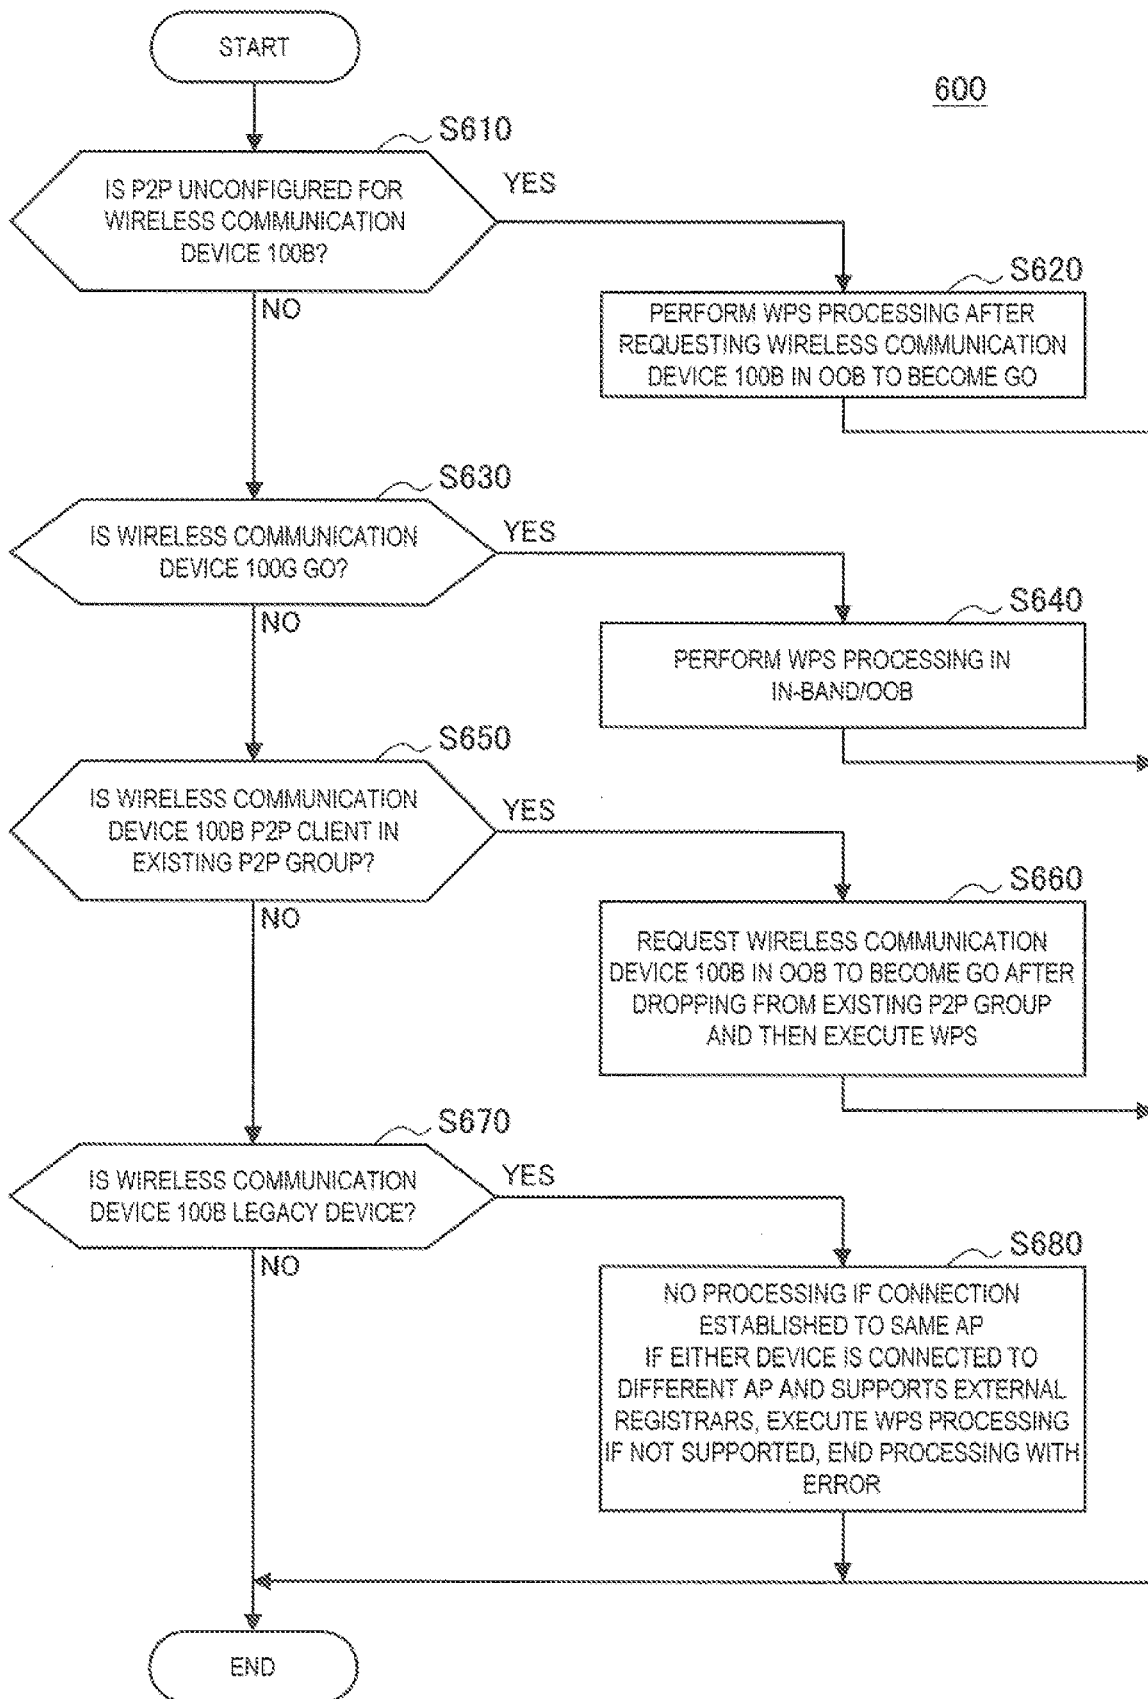 START
600
S610
IS P2P UNCONFIGURED FOR
WIRELESS COMMUNICATION
DEVICE 100B?
YES
NO
S620
PERFORM WPS PROCESSING AFTER
REQUESTING WIRELESS COMMUNICATION
DEVICE 100B IN OOB TO BECOME GO
S630
IS WIRELESS COMMUNICATION
DEVICE 100G GO?
YES
NO
S640
PERFORM WPS PROCESSING IN
IN-BAND/OOB
S650
IS WIRELESS COMMUNICATION
DEVICE 100B P2P CLIENT IN
EXISTING P2P GROUP?
YES
NO
S660
REQUEST WIRELESS COMMUNICATION
DEVICE 100B IN OOB TO BECOME GO AFTER
DROPPING FROM EXISTING P2P GROUP
AND THEN EXECUTE WPS
S670
IS WIRELESS COMMUNICATION
DEVICE 100B LEGACY DEVICE?
YES
NO
S680
NO PROCESSING IF CONNECTION
ESTABLISHED TO SAME AP
IF EITHER DEVICE IS CONNECTED TO
DIFFERENT AP AND SUPPORTS EXTERNAL
REGISTRARS, EXECUTE WPS PROCESSING
IF NOT SUPPORTED, END PROCESSING WITH
ERROR
END